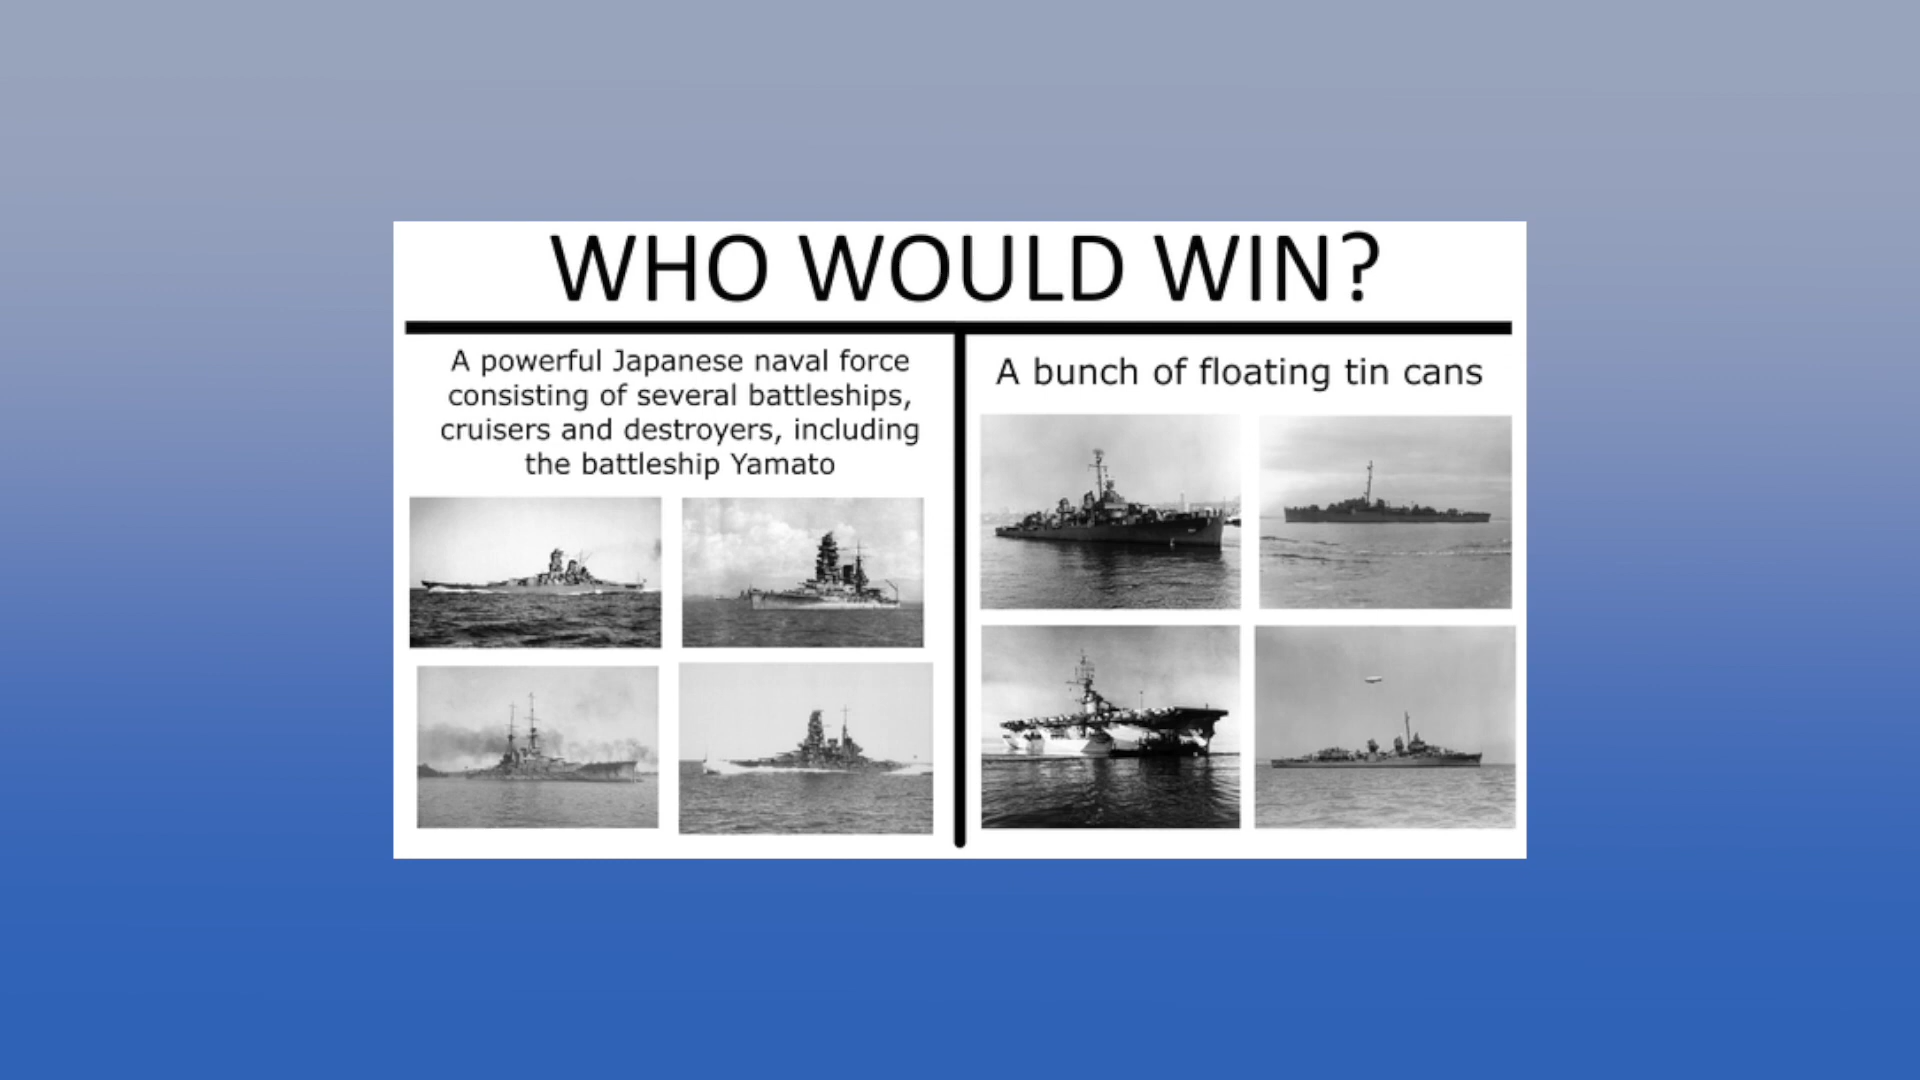 WHO WOULD WIN?
A powerful Japanese naval force
consisting of several battleships,
cruisers and destroyers, including
the battleship Yamato
A bunch of floating tin cans